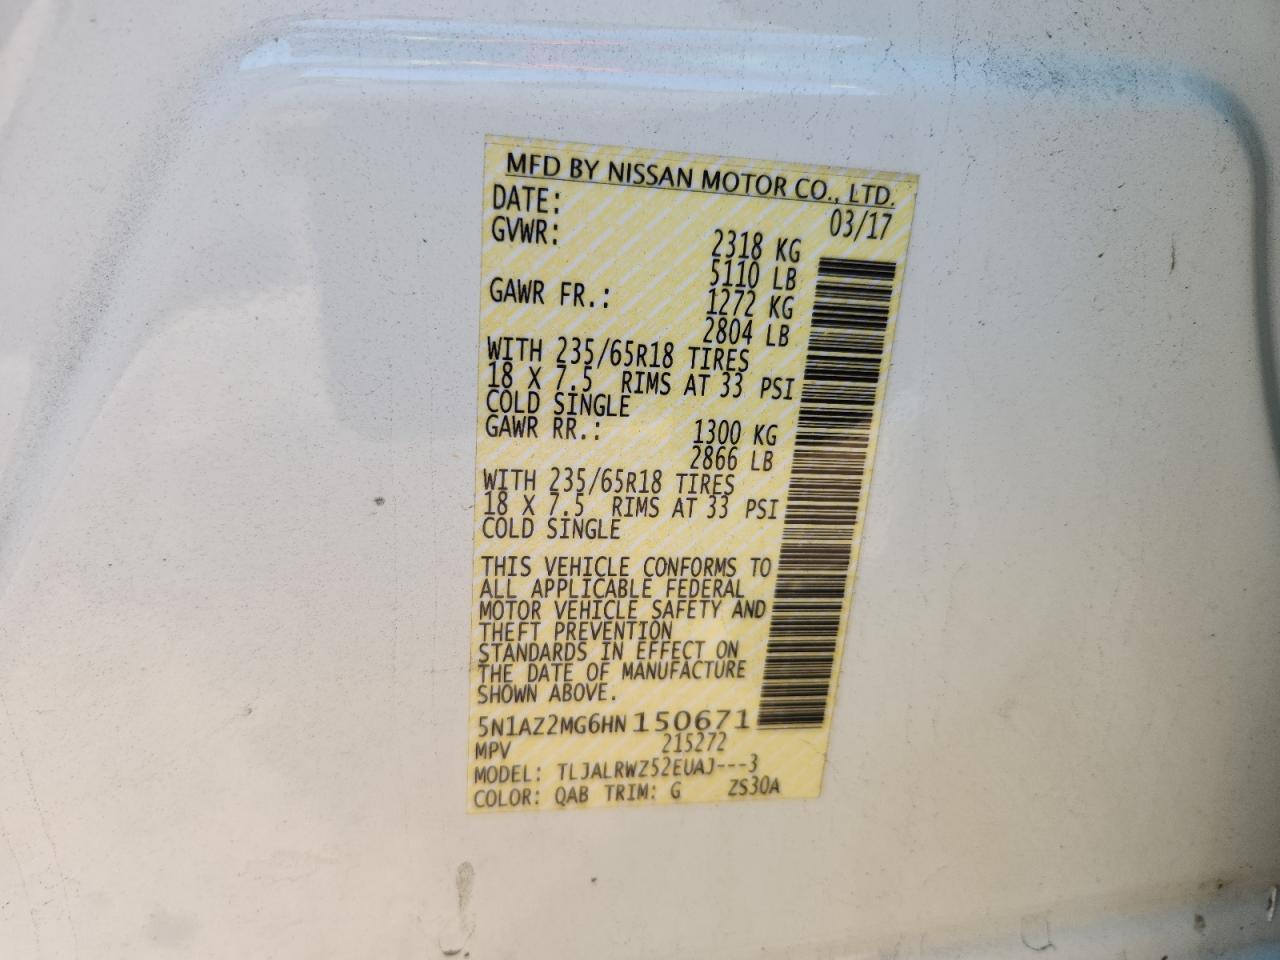 MFD BY NISSAN MOTOR CO., LTD.
DATE: 03/17
GVWR: 2318 KG
5110 LB
GAWR FR.: 1272 KG
2804 LB
WITH 235/65R18 TIRES
18 X 7.5 RIMS AT 33 PSI
COLD SINGLE
GAWR RR.: 1300 KG
2866 LB
WITH 235/65R18 TIRES
18 X 7.5 RIMS AT 33 PSI
COLD SINGLE
THIS VEHICLE CONFORMS TO
ALL APPLICABLE FEDERAL
MOTOR VEHICLE SAFETY AND
THEFT PREVENTION
STANDARDS IN EFFECT ON
THE DATE OF MANUFACTURE
SHOWN ABOVE.
5N1AZ2MG6HN150671
MPV 215272
MODEL: TLJALRWZ52EUAJ---3
COLOR: QAB TRIM: G ZS30A